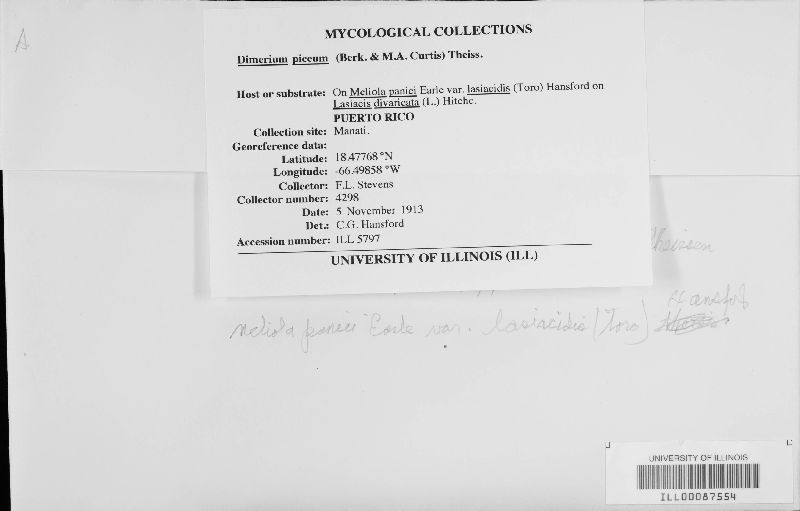 A
MYCOLOGICAL COLLECTIONS
Dimerium piceum (Berk. & M.A. Curtis) Theiss.
Host or substrate: On Meliola panici Earle var. lasiacidis (Toro) Hansford on
Lasiacis divaricata (L.) Hitchc.
PUERTO RICO
Collection site: Manati.
Georeference data:
Latitude: 18.47768 °N
Longitude: -66.49858 °W
Collector: F.L. Stevens
Collector number: 4298
Date: 5 November 1913
Det.: C.G. Hansford
Accession number: ILL 5797
UNIVERSITY OF ILLINOIS (ILL)
Theissen
Hansf
Meliola panici Earle var. lasiacidis (Toro)
UNIVERSITY OF ILLINOIS
ILL00087554